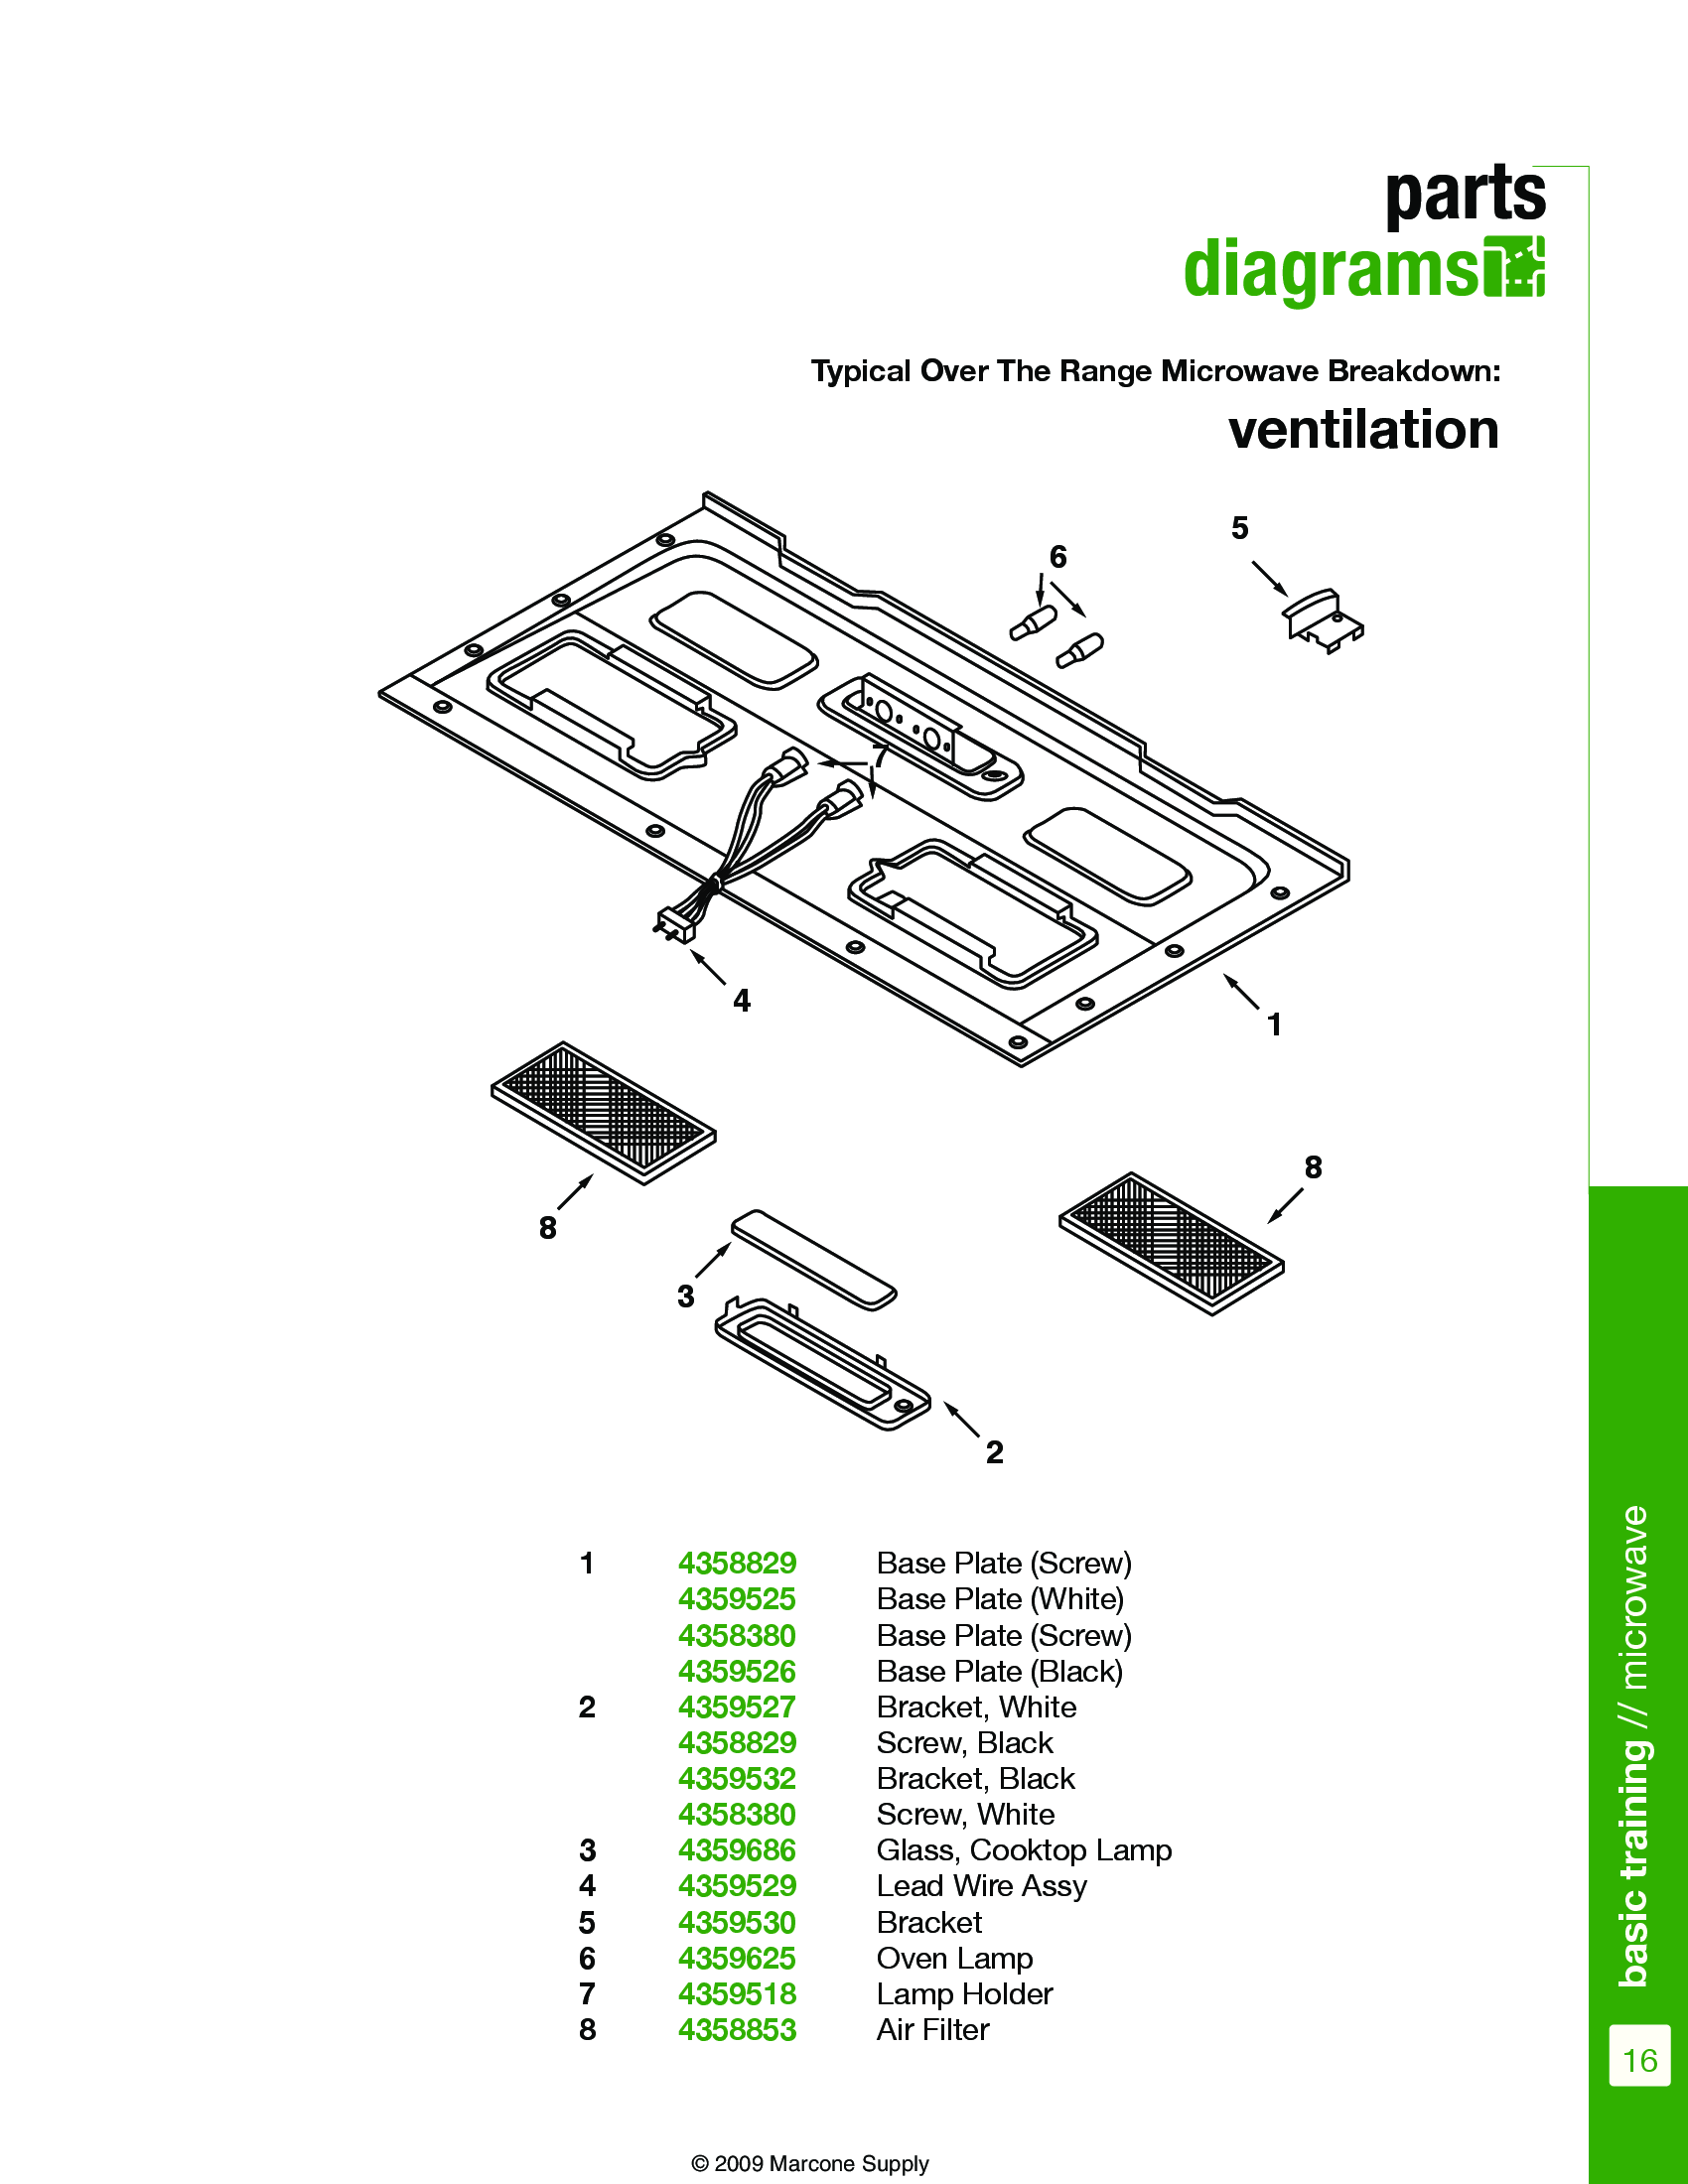 parts
diagrams
Typical Over The Range Microwave Breakdown:
ventilation
5
6
7
4
1
8
8
3
2
1 4358829 Base Plate (Screw)
4359525 Base Plate (White)
4358380 Base Plate (Screw)
4359526 Base Plate (Black)
2 4359527 Bracket, White
4358829 Screw, Black
4359532 Bracket, Black
4358380 Screw, White
3 4359686 Glass, Cooktop Lamp
4 4359529 Lead Wire Assy
5 4359530 Bracket
6 4359625 Oven Lamp
7 4359518 Lamp Holder
8 4358853 Air Filter
basic training // microwave
16
© 2009 Marcone Supply